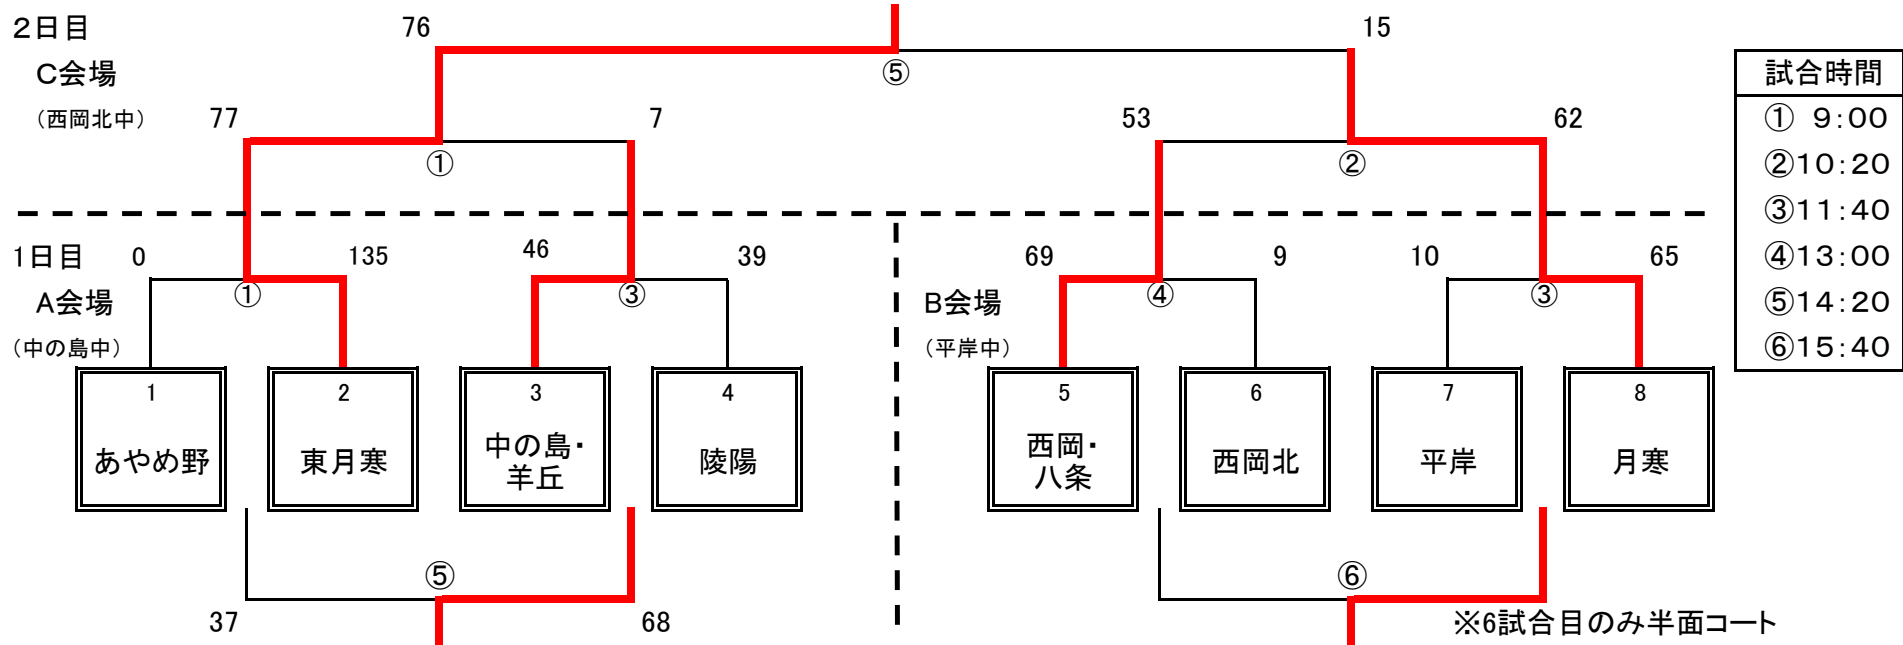 2日目
76
15
C会場
⑤
(西岡北中)
77
7
53
62
①
②
試合時間
① 9:00
②10:20
③11:40
④13:00
⑤14:20
⑥15:40
1日目
0
135
46
39
69
9
10
65
A会場
①
③
B会場
④
③
(中の島中)
(平岸中)
1
あやめ野
2
東月寒
3
中の島・
羊丘
4
陵陽
5
西岡・
八条
6
西岡北
7
平岸
8
月寒
⑤
⑥
37
68
※6試合目のみ半面コート